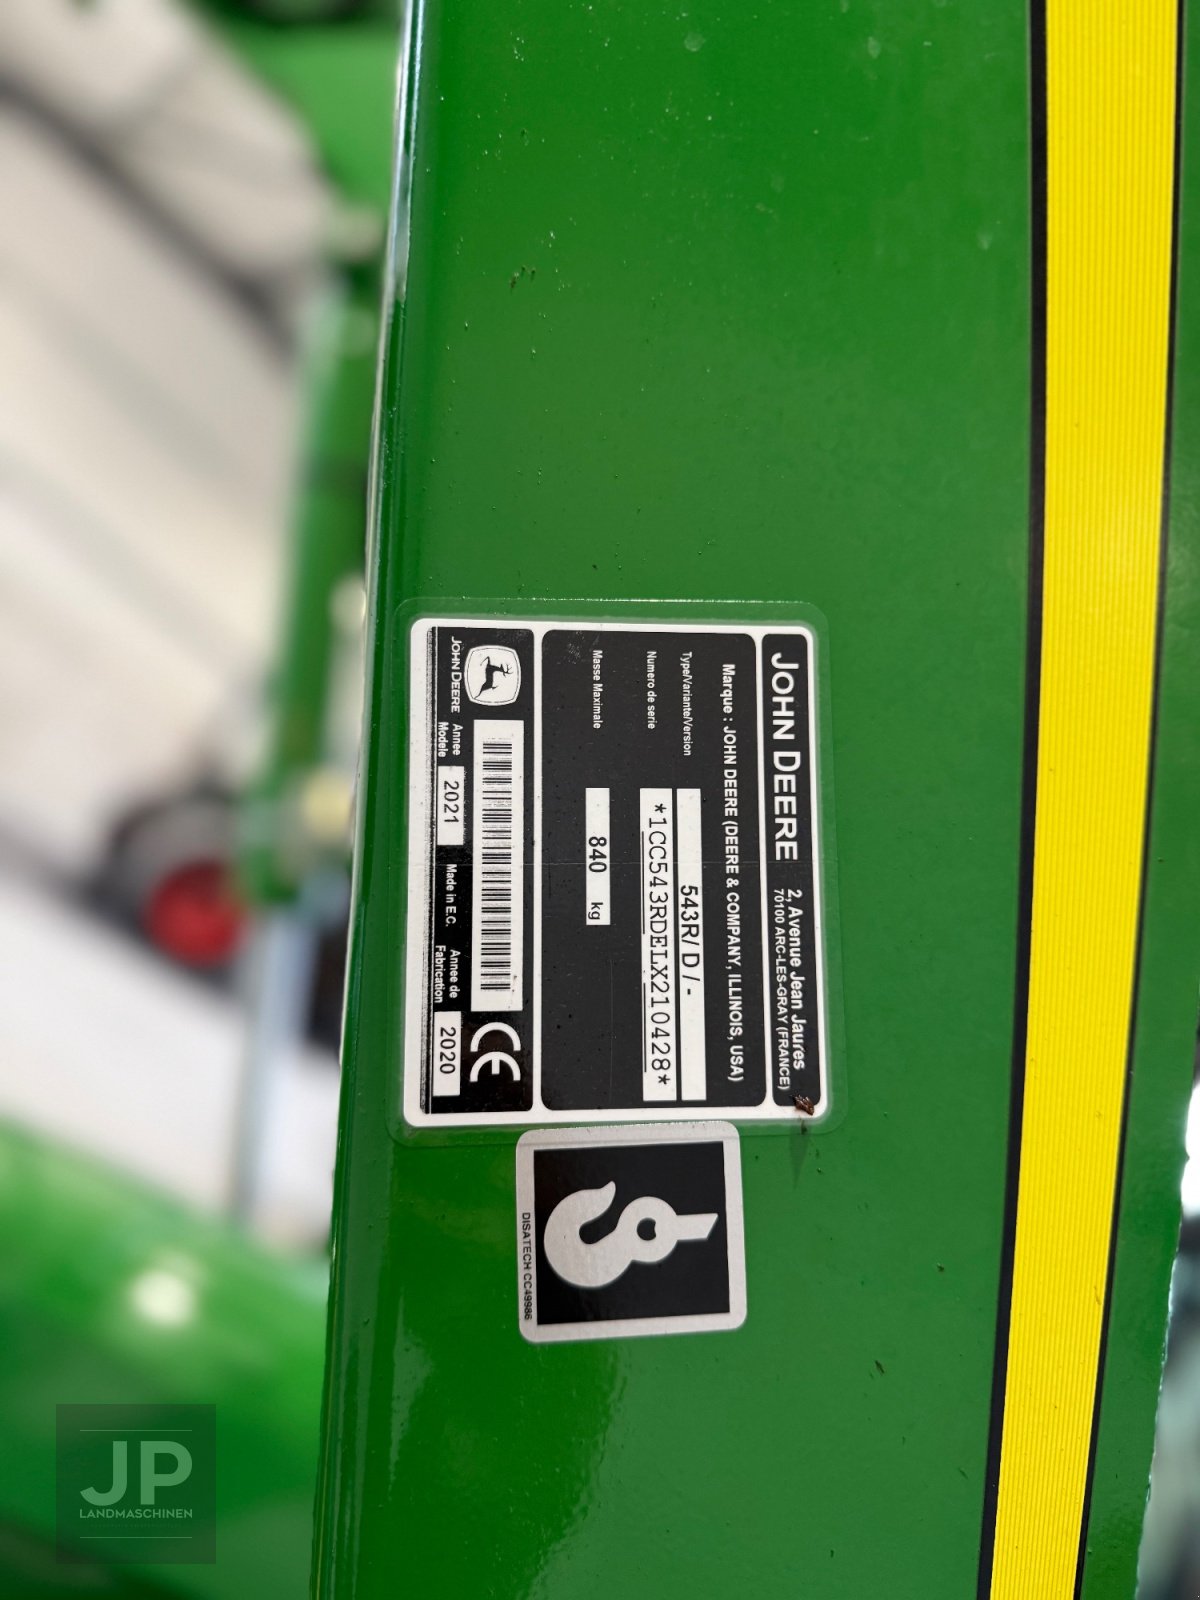 JOHN DEERE
2, Avenue Jean Jaures
70100 ARC-LES-GRAY (FRANCE)
Marque : JOHN DEERE (DEERE & COMPANY, ILLINOIS, USA)
Type/Variante/Version 543R/ D / -
Numero de serie *1CC543RDELX210428*
Masse Maximale 840 kg
JOHN DEERE
CE
Annee Modele 2021 Made in E.C. Annee de Fabrication 2020
DISATECH CC49986
JP
LANDMASCHINEN